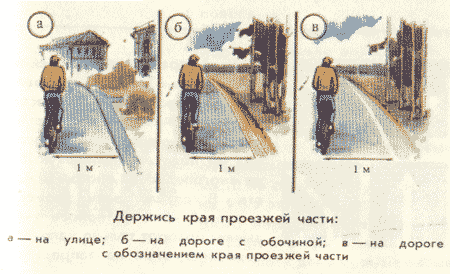 а б в
1 м 1 м 1 м
Держись края проезжей части:
а — на улице; б — на дороге с обочиной; в — на дороге
с обозначением края проезжей части